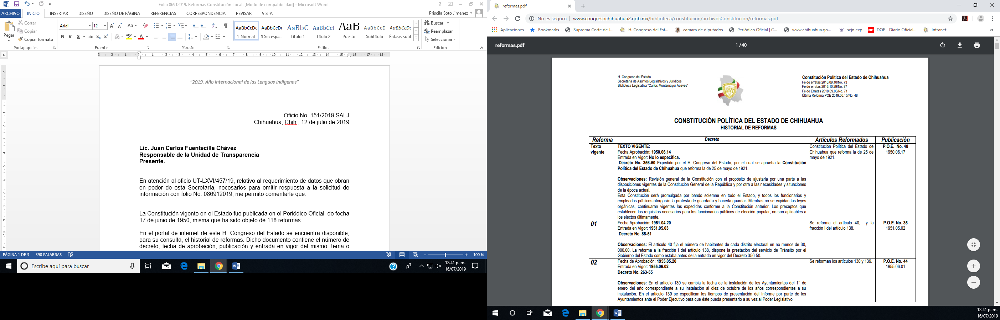 Folio 86912019. Reformas Constitución Local. [Modo de compatibilidad] - Microsoft Word
ARCHIVO INICIO INSERTAR DISEÑO DISEÑO DE PÁGINA REFERENCIAS CORRESPONDENCIA REVISAR VISTA
Priscila Soto Jimenez
Pegar
Cortar
Copiar
Copiar formato
Portapapeles
Arial 12
N K S abc x₂ x²
Fuente
Párrafo
AaBbCcDc AaBbCcDc AaBbC AaBbCcI AaB AaBbCcD AaBbCcDc
¶ Normal ¶ Sin espa... Título 1 Título 2 Puesto Subtítulo Énfasis sutil
Estilos
Buscar
Reemplazar
Seleccionar
Edición
3 2 1 1 2 3 4 5 6 7 8 9 10 11 12 13 14 15 16 17 18
“2019, Año internacional de las Lenguas Indígenas”
Oficio No. 151/2019 SALJ
Chihuahua, Chih., 12 de julio de 2019
Lic. Juan Carlos Fuentecilla Chávez
Responsable de la Unidad de Transparencia
Presente.
En atención al oficio UT-LXVI/457/19, relativo al requerimiento de datos que obran
en poder de esta Secretaría, necesarios para emitir respuesta a la solicitud de
información con folio No. 086912019, me permito comentarle que:
La Constitución vigente en el Estado fue publicada en el Periódico Oficial de fecha
17 de junio de 1950, misma que ha sido objeto de 118 reformas.
En el portal de internet de este H. Congreso del Estado se encuentra disponible,
para su consulta, el historial de reformas. Dicho documento contiene el número de
decreto, fecha de aprobación, publicación y entrada en vigor del mismo, tema o
PÁGINA 1 DE 3 390 PALABRAS
100 %
Escribe aquí para buscar
12:41 p. m.
16/07/2019
reformas.pdf
No es seguro | www.congresochihuahua2.gob.mx/biblioteca/constitucion/archivosConstitucion/reformas.pdf
Aplicaciones Bookmarks Suprema Corte de J... H. Congreso del Est... camara de diputados Periódico Oficial | C... www.chihuahua.go... scjn exp DOF - Diario Oficial... Intranet
reformas.pdf
1 / 40
H. Congreso del Estado
Secretaría de Asuntos Legislativos y Jurídicos
Biblioteca Legislativa “Carlos Montemayor Aceves”
Constitución Política del Estado de Chihuahua
Fe de erratas 2016.09.10/No. 73
Fe de erratas 2016.10.29/No. 87
Fe de Erratas 2018.09.05/No. 71
Última Reforma POE 2019.06.15/No. 48
CONSTITUCIÓN POLÍTICA DEL ESTADO DE CHIHUAHUA
HISTORIAL DE REFORMAS
Reforma Decreto Artículos Reformados Publicación
Texto vigente
TEXTO VIGENTE:
Fecha Aprobación: 1950.06.14
Entrada en Vigor: No lo especifica.
Decreto No. 356-50 Expedido por el H. Congreso del Estado, por el cual se aprueba la Constitución
Política del Estado de Chihuahua que reforma la de 25 de mayo de 1921.
Observaciones: Revisión general de la Constitución con el propósito de ajustarla por una parte a las
disposiciones vigentes de la Constitución General de la República y por otra a las necesidades y situaciones
de la época actual.
Esta Constitución será promulgada por bando solemne en todo el Estado, y todos los funcionarios y
empleados públicos otorgarán la protesta de guardarla y hacerla guardar. Mientras no se expidan las leyes
orgánicas, continuarán vigentes las expedidas conforme a la Constitución anterior. Los preceptos que
establecen los requisitos necesarios para los funcionarios públicos de elección popular, no son aplicables a
los electos últimamente.
Constitución Política del Estado de
Chihuahua que reforma la de 25 de
mayo de 1921.
P.O.E. No. 48
1950.06.17
01
Fecha Aprobación: 1951.04.20
Entrada en Vigor: 1951.05.03
Decreto No. 85-51
Observaciones: El artículo 40 fija el número de habitantes de cada distrito electoral en no menos de 30,
000.00. La reforma a la fracción I del artículo 138, dispone la prestación del servicio de Tránsito por el
Gobierno del Estado como estaba antes de la entrada en vigor del Decreto 356-50.
Se reforma el artículo 40, y la
fracción I del artículo 138.
P.O.E. No. 35
1951.05.02
02
Fecha de Aprobación: 1955.05.20
Entrada en Vigor: 1955.06.02
Decreto No. 263-55
Observaciones: En el artículo 130 se cambia la fecha de la instalación de los Ayuntamientos del 1° de
enero del año correspondiente a su instalación al diez de octubre de los años correspondientes a su
instalación. En el artículo 139 se especifican los tiempos de presentación del Informe por parte de los
Ayuntamientos ante el Poder Ejecutivo para que éste pueda presentarlo a su vez al Poder Legislativo.
Se reforman los artículos 130 y 139.
P.O.E. No. 44
1955.06.01
12:41 p. m.
16/07/2019